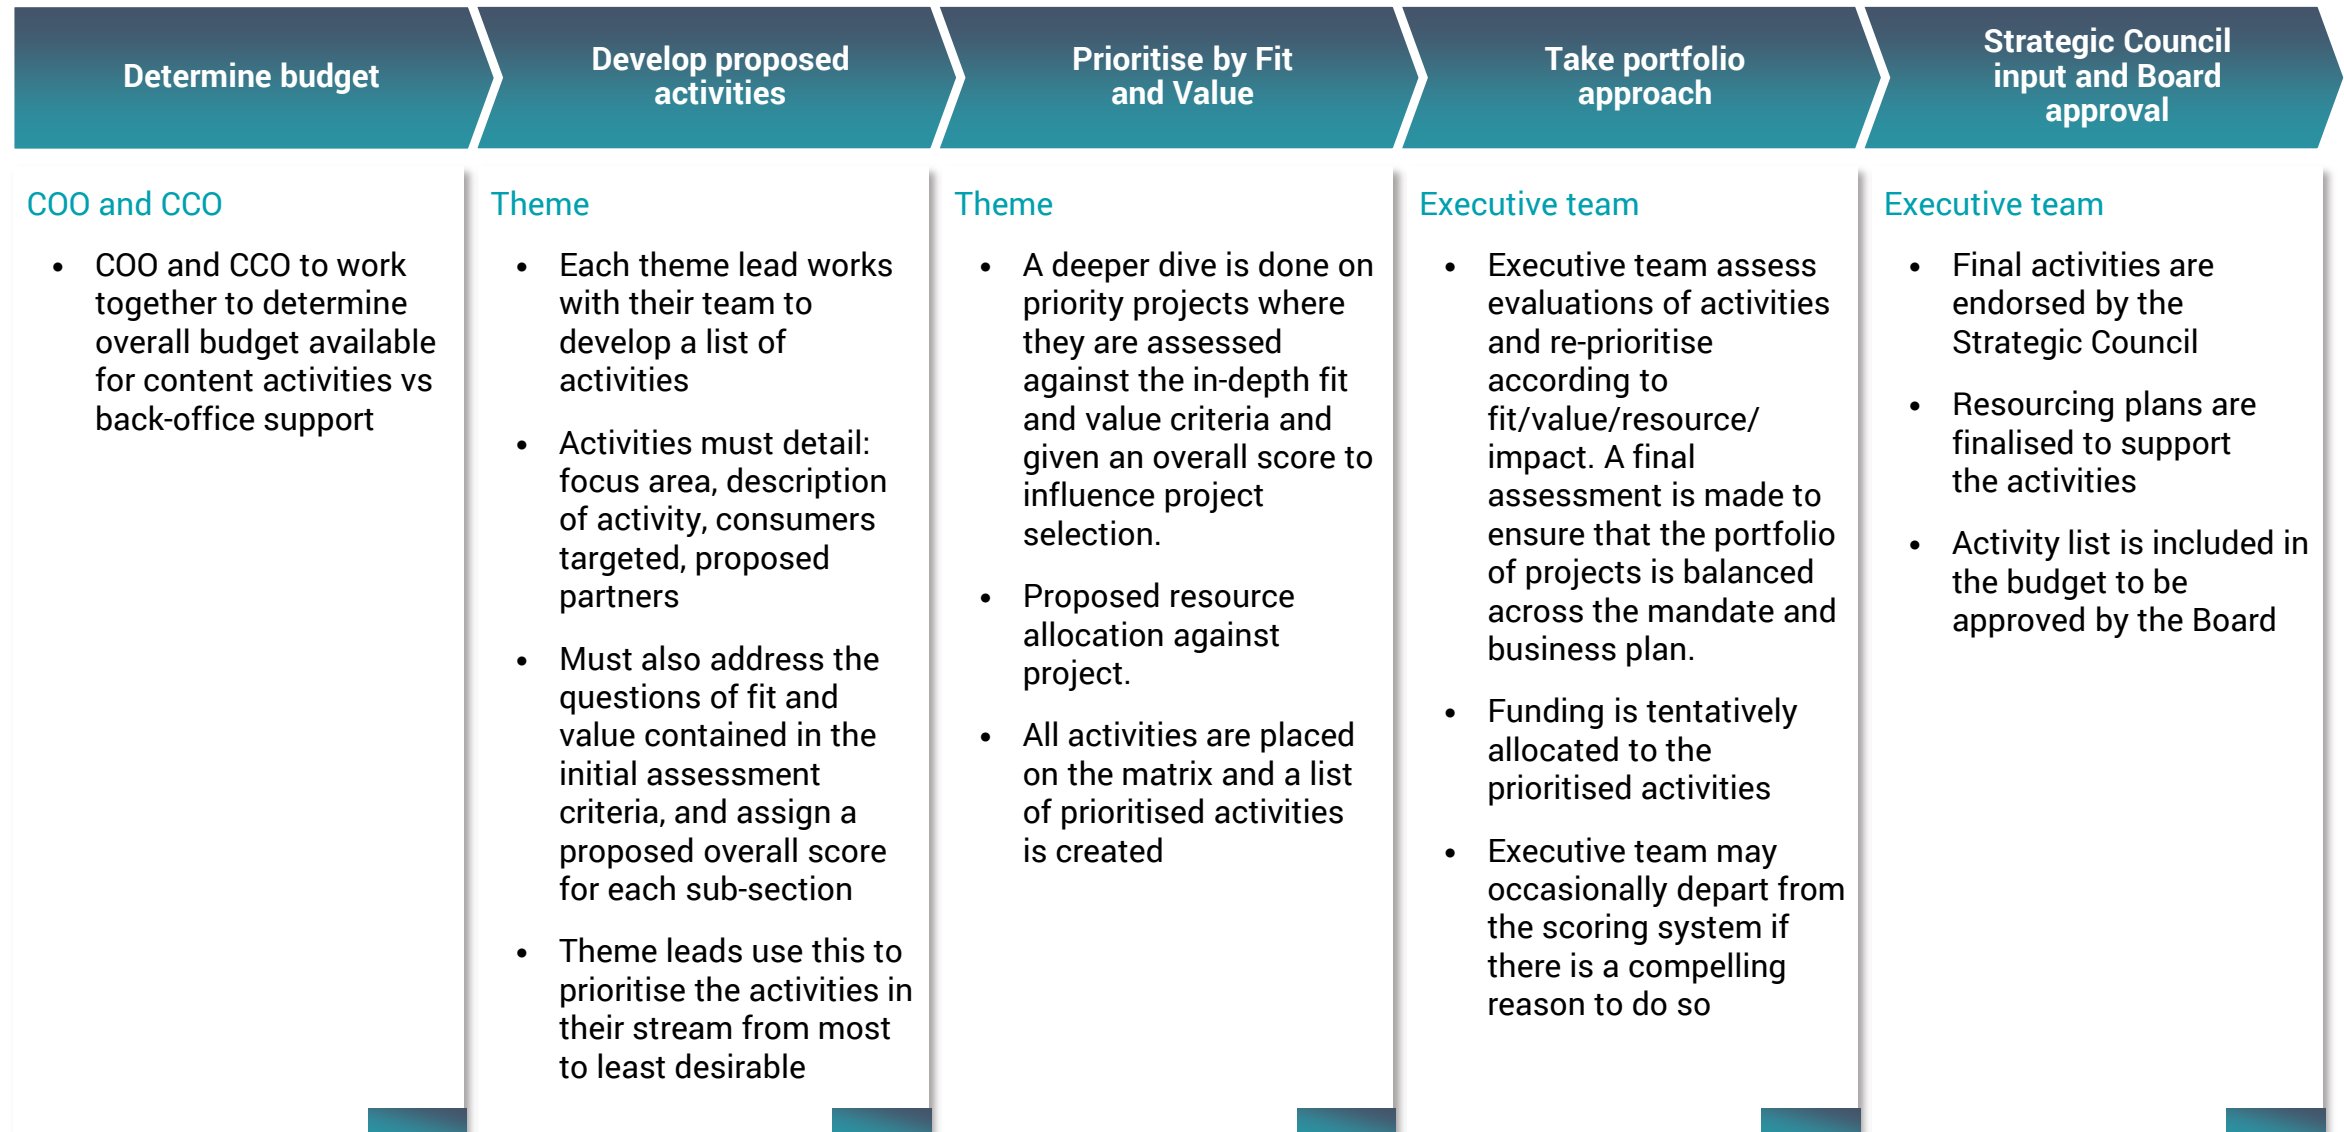 Determine budget
Develop proposed
activities
Prioritise by Fit
and Value
Take portfolio
approach
Strategic Council
input and Board
approval
COO and CCO
• COO and CCO to work
together to determine
overall budget available
for content activities vs
back-office support
Theme
• Each theme lead works
with their team to
develop a list of
activities
• Activities must detail:
focus area, description
of activity, consumers
targeted, proposed
partners
• Must also address the
questions of fit and
value contained in the
initial assessment
criteria, and assign a
proposed overall score
for each sub-section
• Theme leads use this to
prioritise the activities in
their stream from most
to least desirable
Theme
• A deeper dive is done on
priority projects where
they are assessed
against the in-depth fit
and value criteria and
given an overall score to
influence project
selection.
• Proposed resource
allocation against
project.
• All activities are placed
on the matrix and a list
of prioritised activities
is created
Executive team
• Executive team assess
evaluations of activities
and re-prioritise
according to
fit/value/resource/
impact. A final
assessment is made to
ensure that the portfolio
of projects is balanced
across the mandate and
business plan.
• Funding is tentatively
allocated to the
prioritised activities
• Executive team may
occasionally depart from
the scoring system if
there is a compelling
reason to do so
Executive team
• Final activities are
endorsed by the
Strategic Council
• Resourcing plans are
finalised to support
the activities
• Activity list is included in
the budget to be
approved by the Board